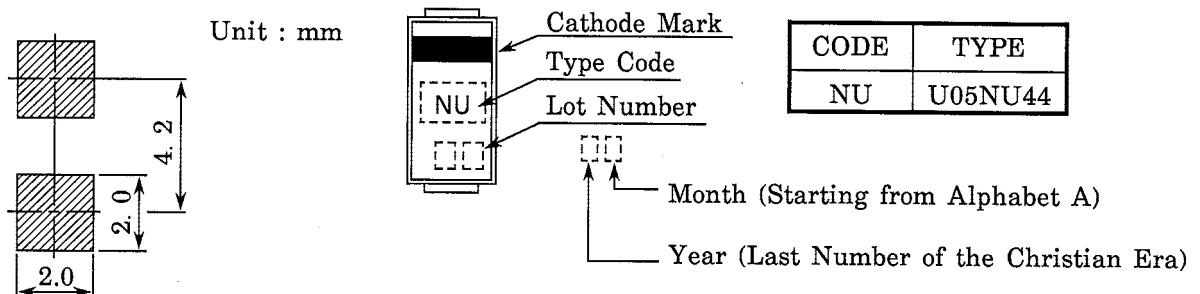 Unit : mm
4. 2
2. 0
2.0
Cathode Mark
Type Code
Lot Number
NU
CODE TYPE
NU U05NU44
Month (Starting from Alphabet A)
Year (Last Number of the Christian Era)